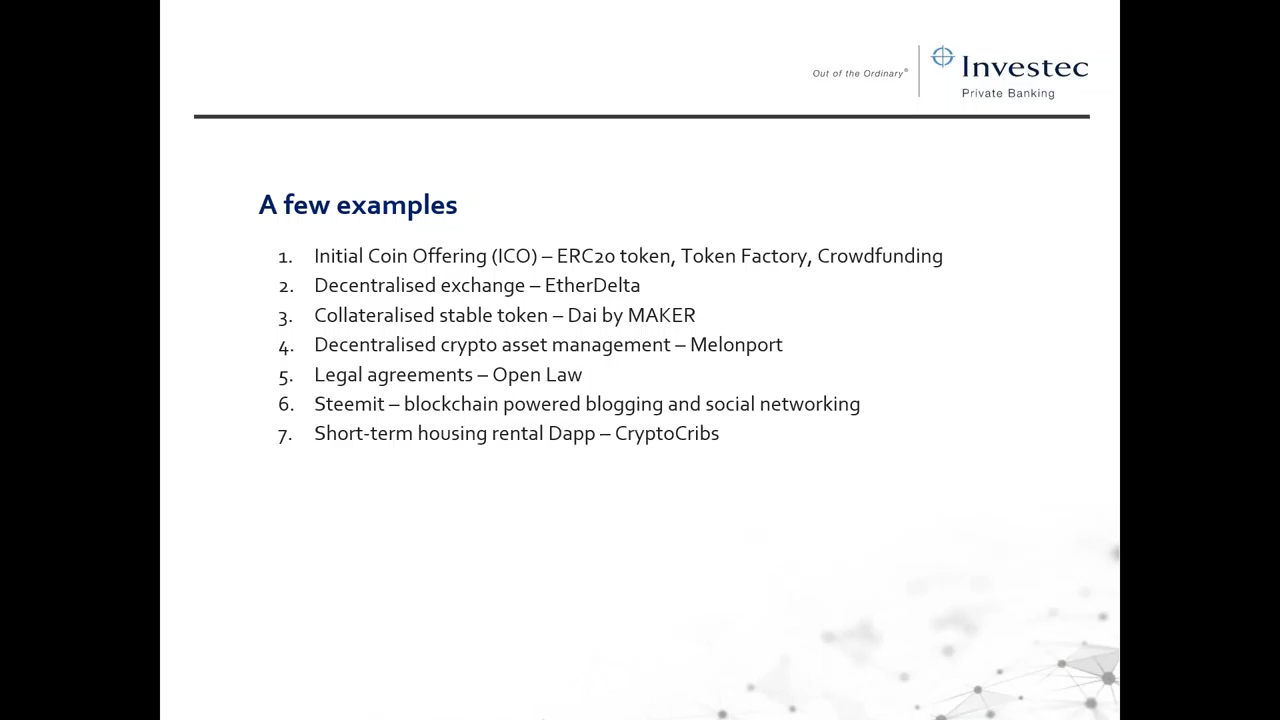 Out of the Ordinary®
Investec
Private Banking
A few examples
1. Initial Coin Offering (ICO) – ERC20 token, Token Factory, Crowdfunding
2. Decentralised exchange – EtherDelta
3. Collateralised stable token – Dai by MAKER
4. Decentralised crypto asset management – Melonport
5. Legal agreements – Open Law
6. Steemit – blockchain powered blogging and social networking
7. Short-term housing rental Dapp – CryptoCribs